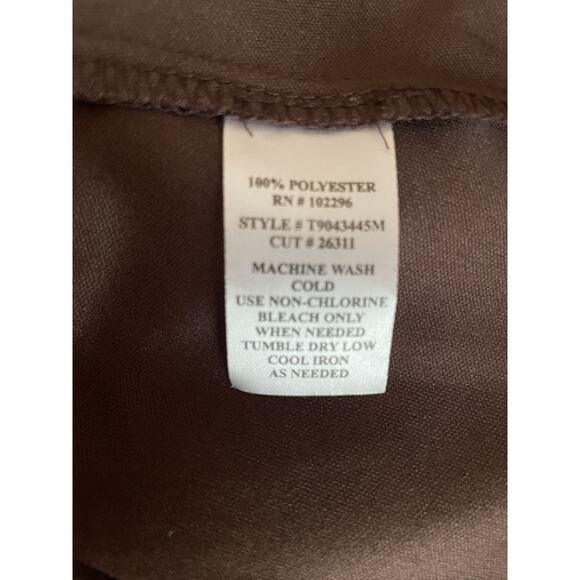 100% POLYESTER
RN # 102296
STYLE # T9043445M
CUT # 26311
MACHINE WASH
COLD
USE NON-CHLORINE
BLEACH ONLY
WHEN NEEDED
TUMBLE DRY LOW
COOL IRON
AS NEEDED